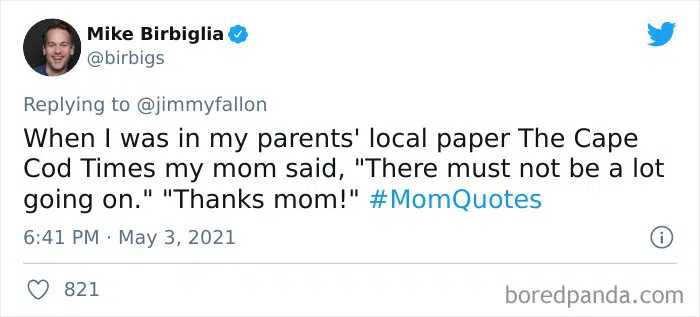 Mike Birbiglia
@birbigs
Replying to @jimmyfallon
When I was in my parents' local paper The Cape
Cod Times my mom said, "There must not be a lot
going on." "Thanks mom!" #MomQuotes
6:41 PM · May 3, 2021
821
boredpanda.com